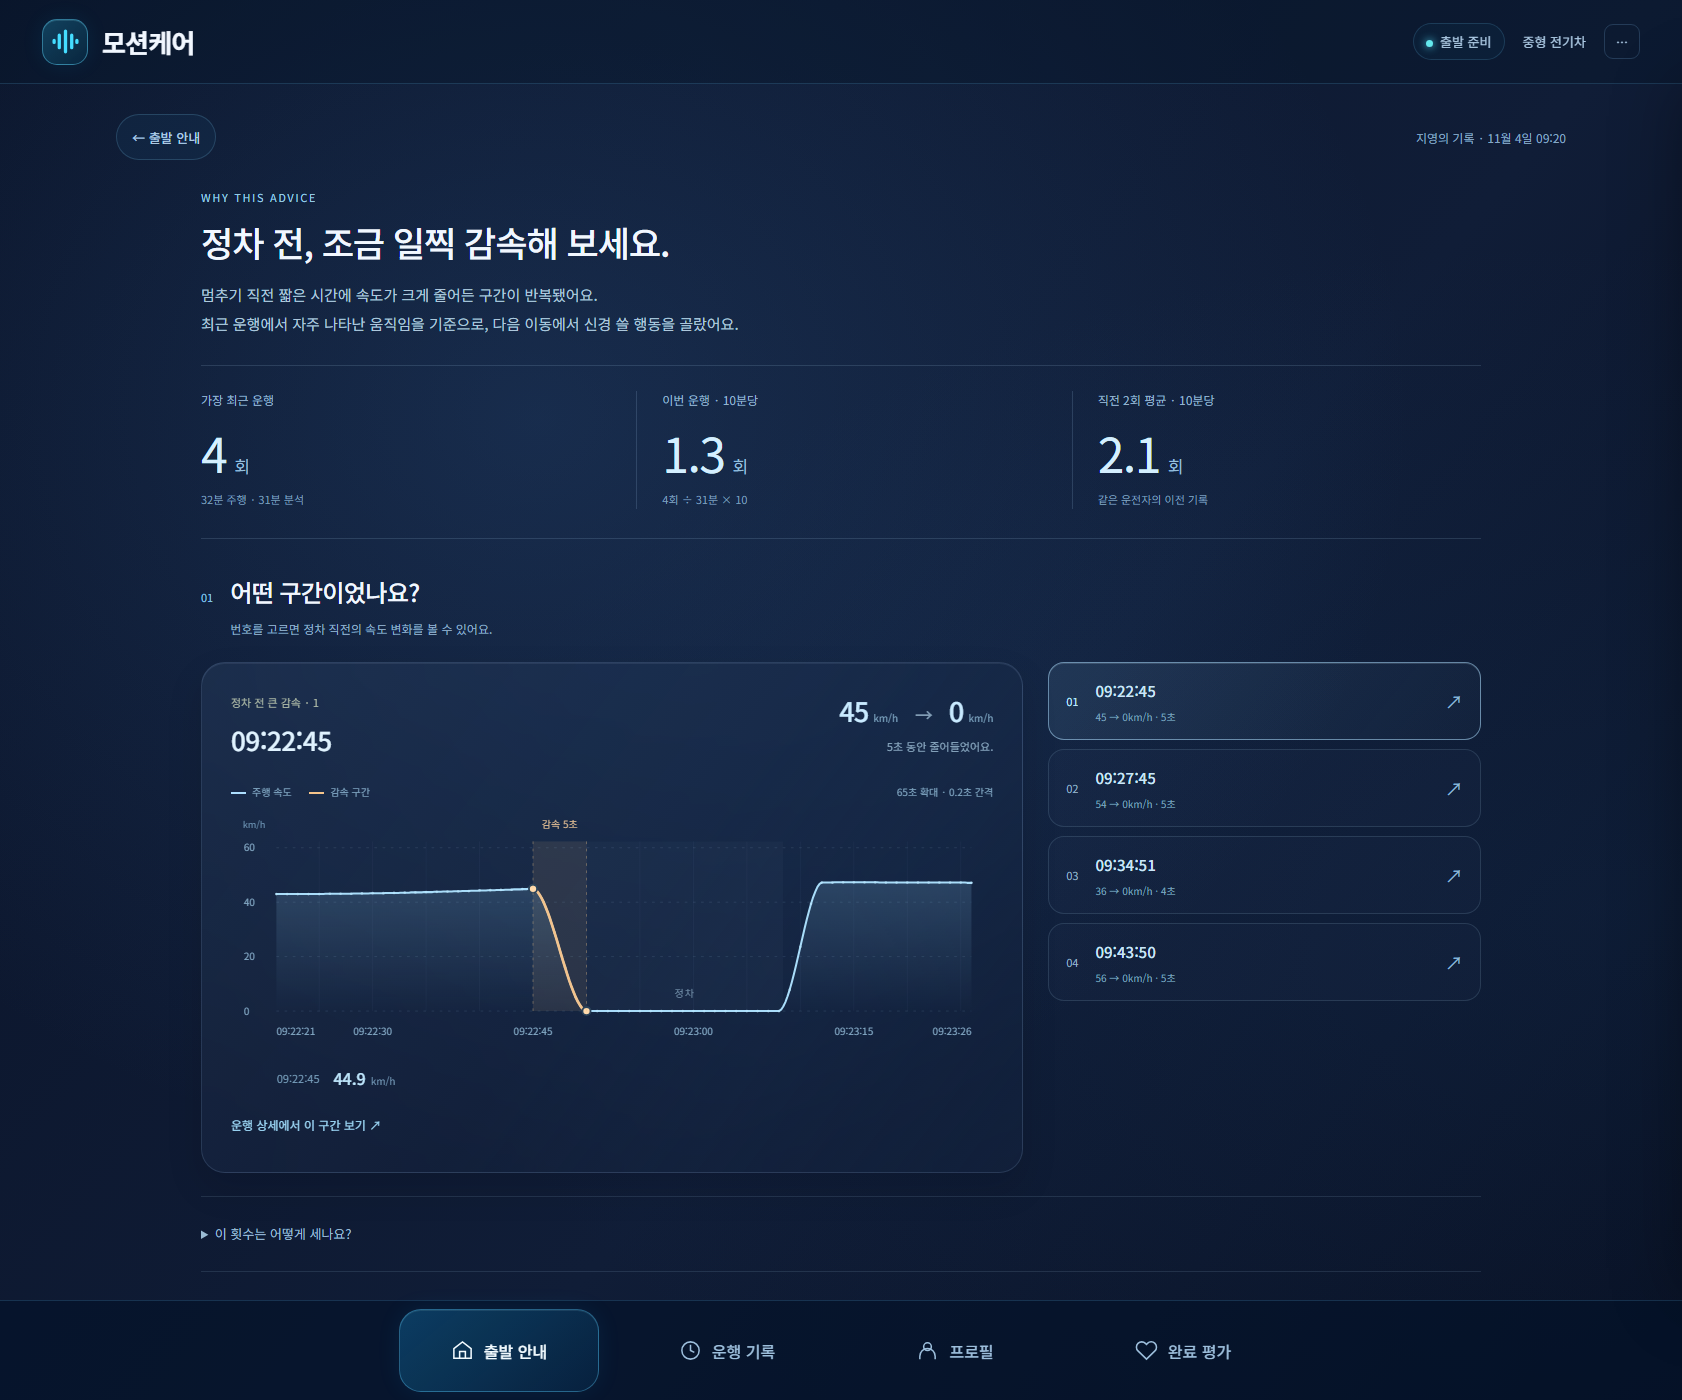 모션케어
출발 준비
중형 전기차
...
← 출발 안내
지영의 기록 · 11월 4일 09:20
WHY THIS ADVICE
정차 전, 조금 일찍 감속해 보세요.
멈추기 직전 짧은 시간에 속도가 크게 줄어든 구간이 반복됐어요.
최근 운행에서 자주 나타난 움직임을 기준으로, 다음 이동에서 신경 쓸 행동을 골랐어요.
가장 최근 운행
4 회
32분 주행 · 31분 분석
이번 운행 · 10분당
1.3 회
4회 ÷ 31분 × 10
직전 2회 평균 · 10분당
2.1 회
같은 운전자의 이전 기록
01 어떤 구간이었나요?
번호를 고르면 정차 직전의 속도 변화를 볼 수 있어요.
정차 전 큰 감속 · 1
09:22:45
45 km/h → 0 km/h
5초 동안 줄어들었어요.
주행 속도 감속 구간
65초 확대 · 0.2초 간격
km/h
감속 5초
60
40
20
0
정차
09:22:21 09:22:30 09:22:45 09:23:00 09:23:15 09:23:26
09:22:45 44.9 km/h
운행 상세에서 이 구간 보기 ↗
01 09:22:45 ↗
45 → 0km/h · 5초
02 09:27:45 ↗
54 → 0km/h · 5초
03 09:34:51 ↗
36 → 0km/h · 4초
04 09:43:50 ↗
56 → 0km/h · 5초
▶ 이 횟수는 어떻게 세나요?
출발 안내
운행 기록
프로필
완료 평가